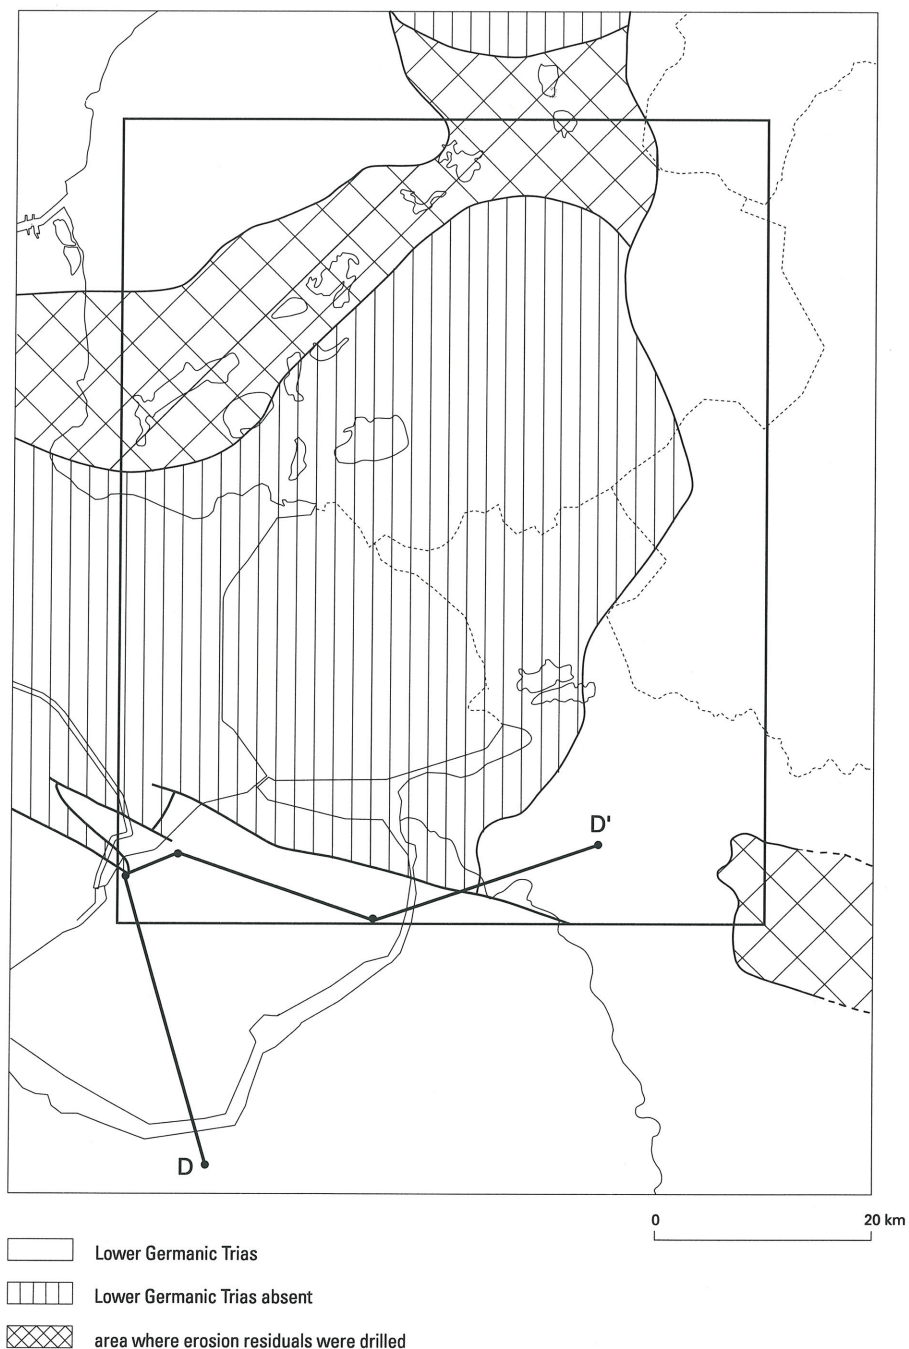 D'
D
0 20 km
Lower Germanic Trias
Lower Germanic Trias absent
area where erosion residuals were drilled